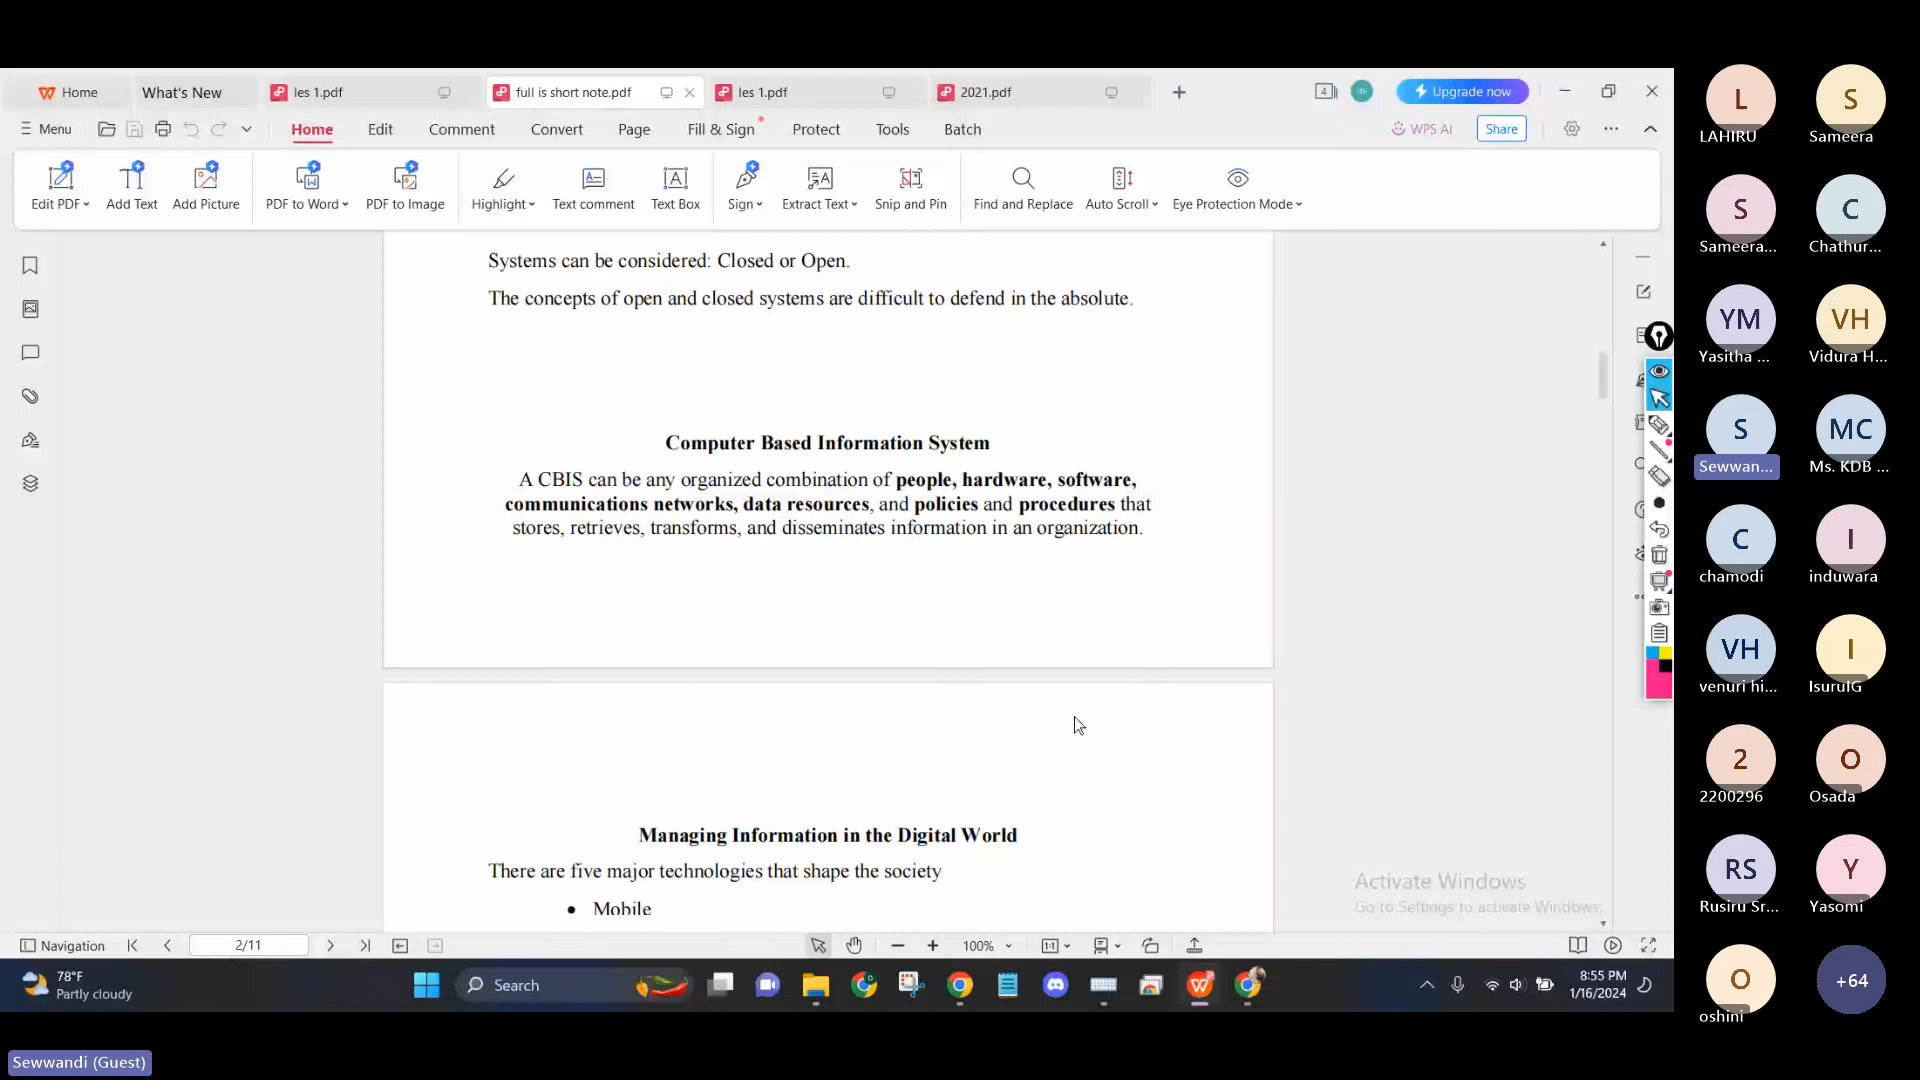 Home
What's New
les 1.pdf
full is short note.pdf
les 1.pdf
2021.pdf
4
Upgrade now
Menu
Home
Edit
Comment
Convert
Page
Fill & Sign
Protect
Tools
Batch
WPS AI
Share
Edit PDF
Add Text
Add Picture
PDF to Word
PDF to Image
Highlight
Text comment
Text Box
Sign
Extract Text
Snip and Pin
Find and Replace
Auto Scroll
Eye Protection Mode
Systems can be considered: Closed or Open.
The concepts of open and closed systems are difficult to defend in the absolute.
Computer Based Information System
A CBIS can be any organized combination of people, hardware, software,
communications networks, data resources, and policies and procedures that
stores, retrieves, transforms, and disseminates information in an organization.
Managing Information in the Digital World
There are five major technologies that shape the society
• Mobile
Activate Windows
Go to Settings to activate Windows.
Navigation
2/11
100%
78°F
Partly cloudy
Search
8:55 PM
1/16/2024
L
LAHIRU
S
Sameera
S
Sameera...
C
Chathur...
YM
Yasitha ...
VH
Vidura H...
S
Sewwan...
MC
Ms. KDB ...
C
chamodi
I
induwara
VH
venuri hi...
I
IsuruIG
2
2200296
O
Osada
RS
Rusiru Sr...
Y
Yasomi
O
oshini
+64
Sewwandi (Guest)